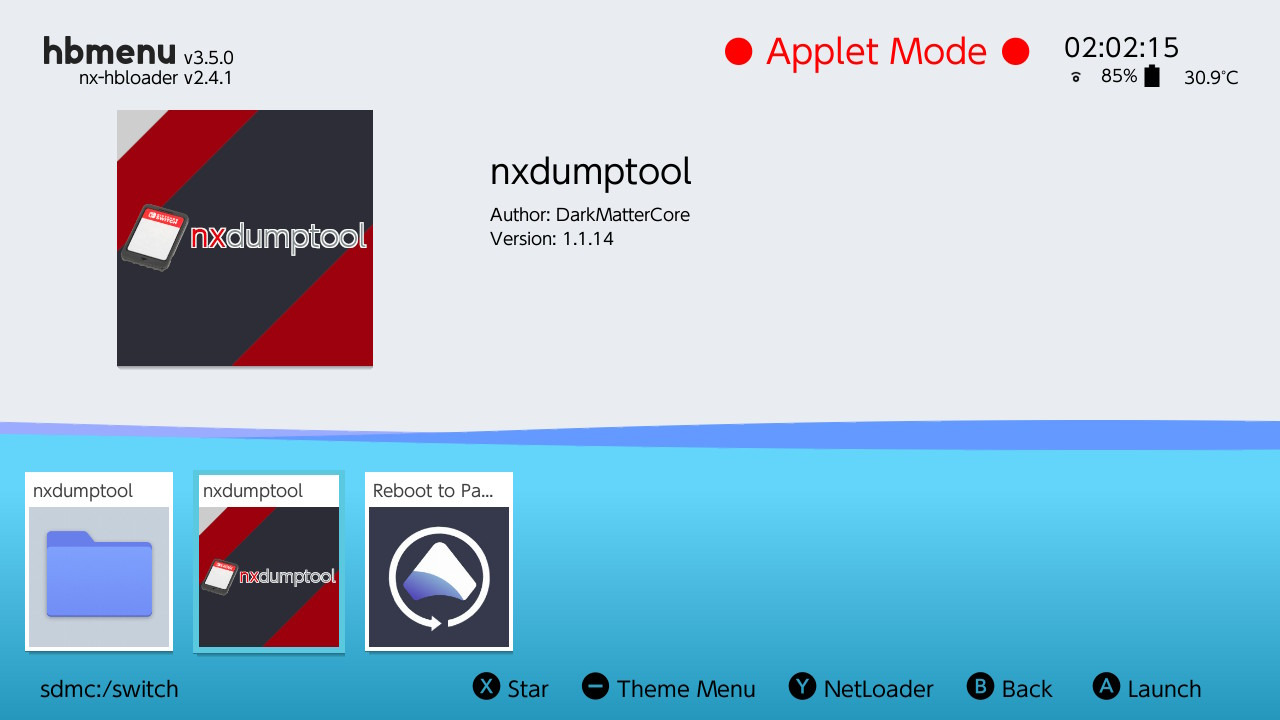 hbmenu v3.5.0
nx-hbloader v2.4.1
Applet Mode
02:02:15
85%
30.9°C
nxdumptool
nxdumptool
Author: DarkMatterCore
Version: 1.1.14
nxdumptool
nxdumptool
Reboot to Pa...
nxdumptool
sdmc:/switch
X Star
Theme Menu
Y NetLoader
B Back
A Launch